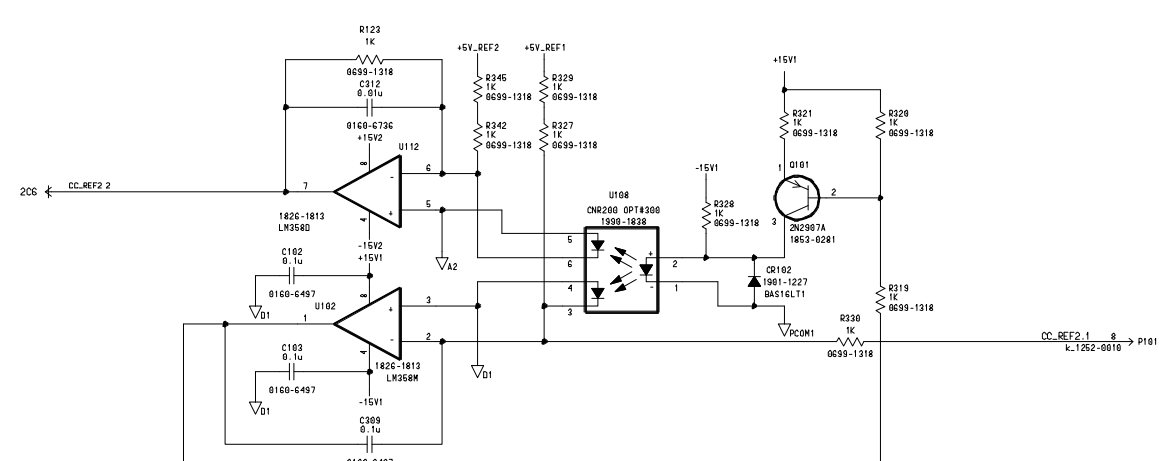 R123
1K
0699-1318
C312
0.01u
0160-6736
+5V_REF2
+5V_REF1
R345
1K
0699-1318
R329
1K
0699-1318
R342
1K
0699-1318
R327
1K
0699-1318
+15V1
R321
1K
0699-1318
R320
1K
0699-1318
+15V2
8
U112
6
-
5
+
7
4
1826-1813
LM358D
-15V2
2C6
CC_REF2 2
A2
U108
CNR200 OPT#300
1990-1838
5
6
4
3
+
2
-
1
-15V1
R328
1K
0699-1318
Q101
1
2
3
2N2907A
1853-0281
CR102
1901-1227
BAS16LT1
PCOM1
R319
1K
0699-1318
C102
0.1u
0160-6497
D1
+15V1
8
U102
3
+
2
-
1
4
1826-1813
LM358M
-15V1
C103
0.1u
0160-6497
D1
D1
R330
1K
0699-1318
CC_REF2.1
8
P101
k_1252-0010
C309
0.1u